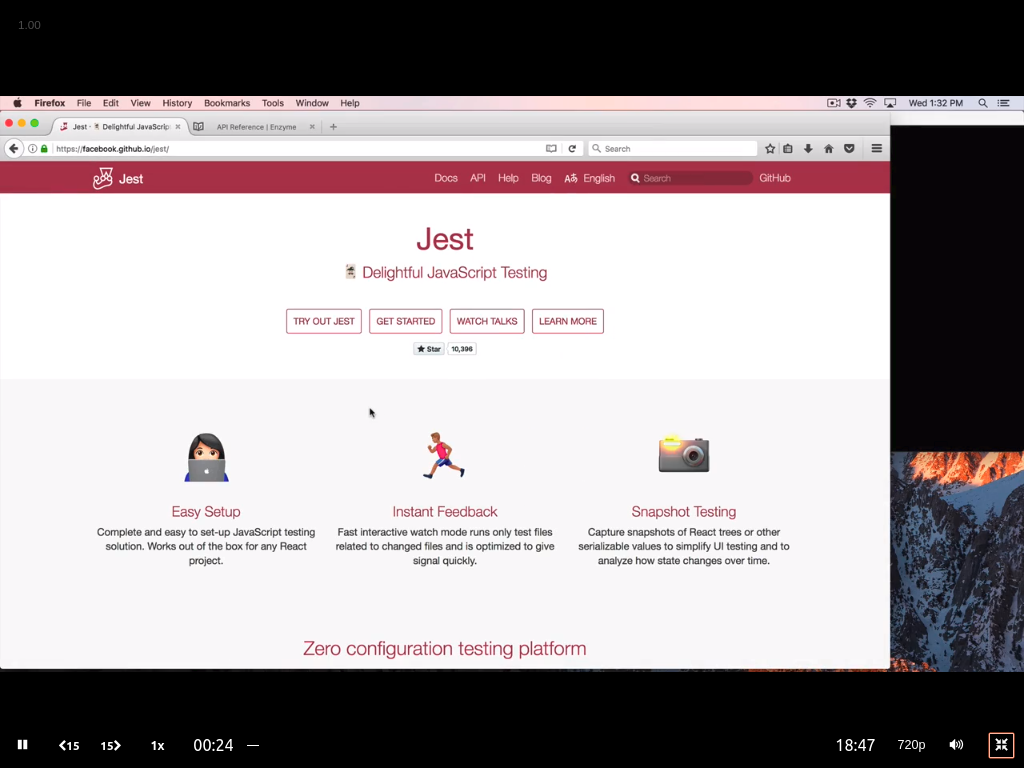 1.00
Firefox File Edit View History Bookmarks Tools Window Help Wed 1:32 PM
Jest · Delightful JavaScrip API Reference | Enzyme
https://facebook.github.io/jest/ Search
Jest Docs API Help Blog English Search GitHub
Jest
Delightful JavaScript Testing
TRY OUT JEST GET STARTED WATCH TALKS LEARN MORE
Star 10,396
Easy Setup
Complete and easy to set-up JavaScript testing
solution. Works out of the box for any React
project.
Instant Feedback
Fast interactive watch mode runs only test files
related to changed files and is optimized to give
signal quickly.
Snapshot Testing
Capture snapshots of React trees or other
serializable values to simplify UI testing and to
analyze how state changes over time.
Zero configuration testing platform
15 15 1x 00:24 — 18:47 720p